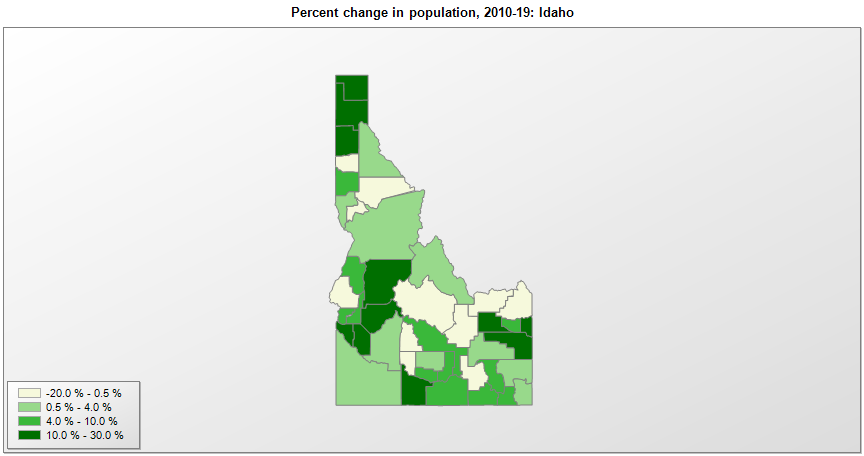 Percent change in population, 2010-19: Idaho
-20.0 % - 0.5 %
0.5 % - 4.0 %
4.0 % - 10.0 %
10.0 % - 30.0 %